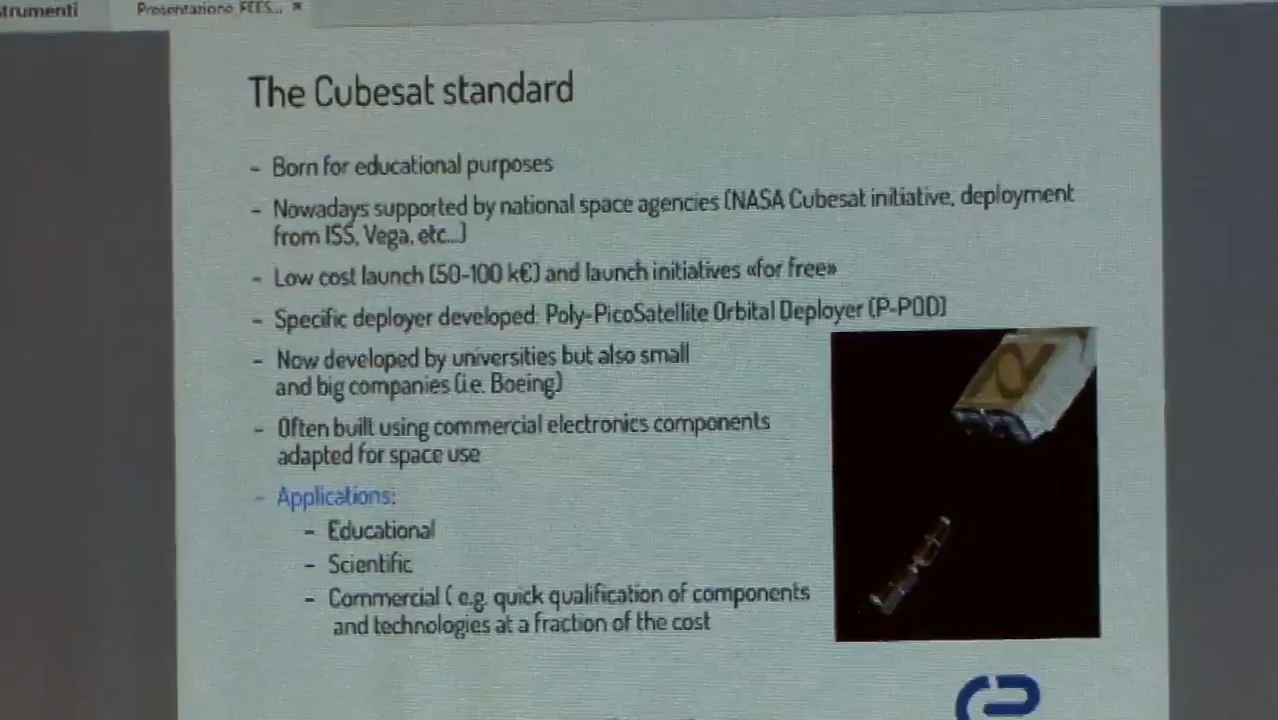 trumenti
Presentazione_FEES...
The Cubesat standard
- Born for educational purposes
- Nowadays supported by national space agencies (NASA Cubesat initiative, deployment
from ISS, Vega, etc...)
- Low cost launch (50-100 k€) and launch initiatives «for free»
- Specific deployer developed: Poly-PicoSatellite Orbital Deployer (P-POD)
- Now developed by universities but also small
and big companies (i.e. Boeing)
- Often built using commercial electronics components
adapted for space use
- Applications:
- Educational
- Scientific
- Commercial ( e.g. quick qualification of components
and technologies at a fraction of the cost